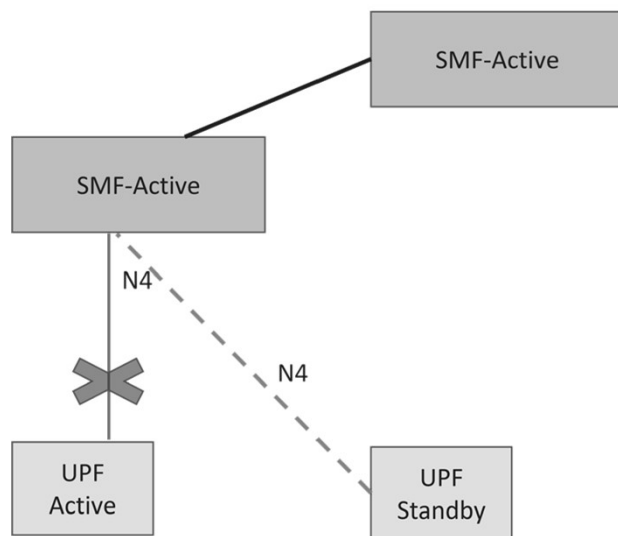 SMF-Active
SMF-Active
N4
N4
UPF
Active
UPF
Standby